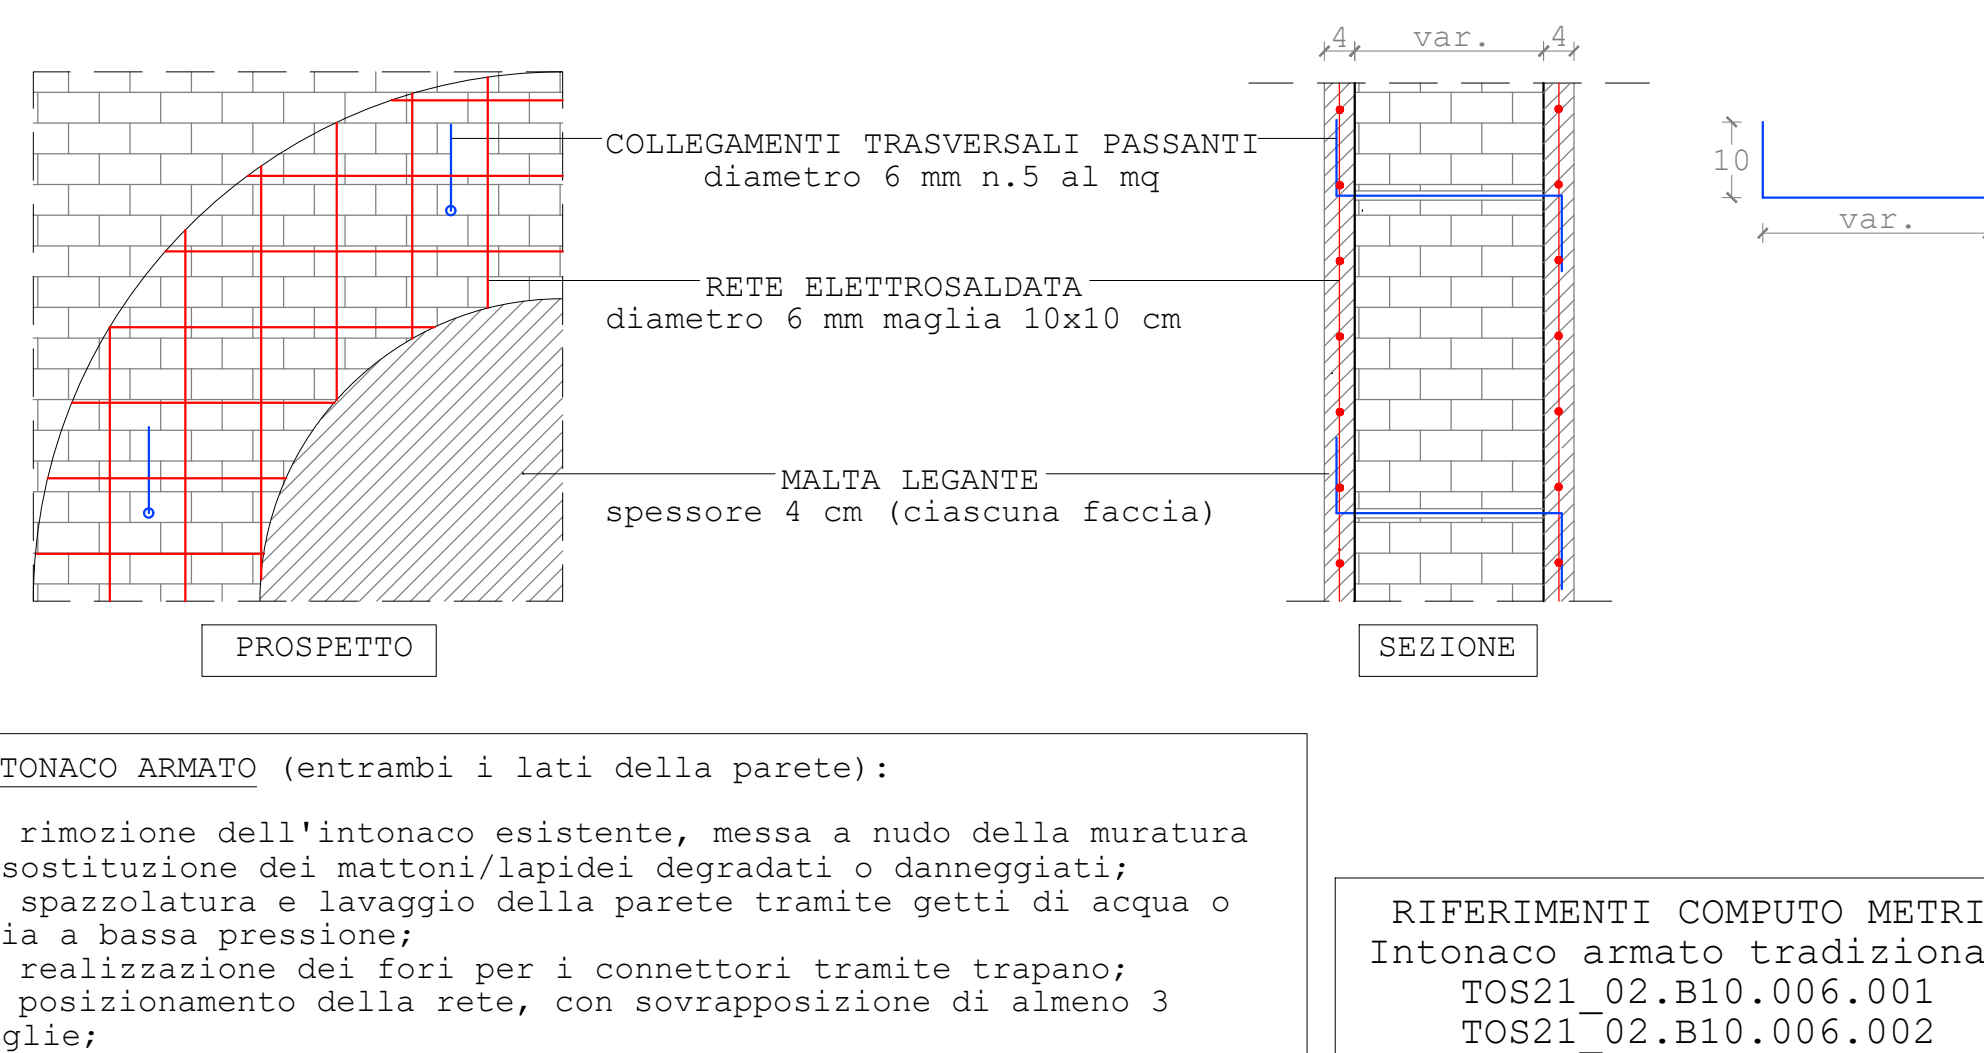 4 var. 4
COLLEGAMENTI TRASVERSALI PASSANTI
diametro 6 mm n.5 al mq
10
var.
RETE ELETTROSALDATA
diametro 6 mm maglia 10x10 cm
MALTA LEGANTE
spessore 4 cm (ciascuna faccia)
PROSPETTO
SEZIONE
TONACO ARMATO (entrambi i lati della parete):
rimozione dell'intonaco esistente, messa a nudo della muratura
sostituzione dei mattoni/lapidei degradati o danneggiati;
spazzolatura e lavaggio della parete tramite getti di acqua o
ia a bassa pressione;
realizzazione dei fori per i connettori tramite trapano;
posizionamento della rete, con sovrapposizione di almeno 3
glie;
RIFERIMENTI COMPUTO METRI
Intonaco armato tradiziona
TOS21_02.B10.006.001
TOS21_02.B10.006.002